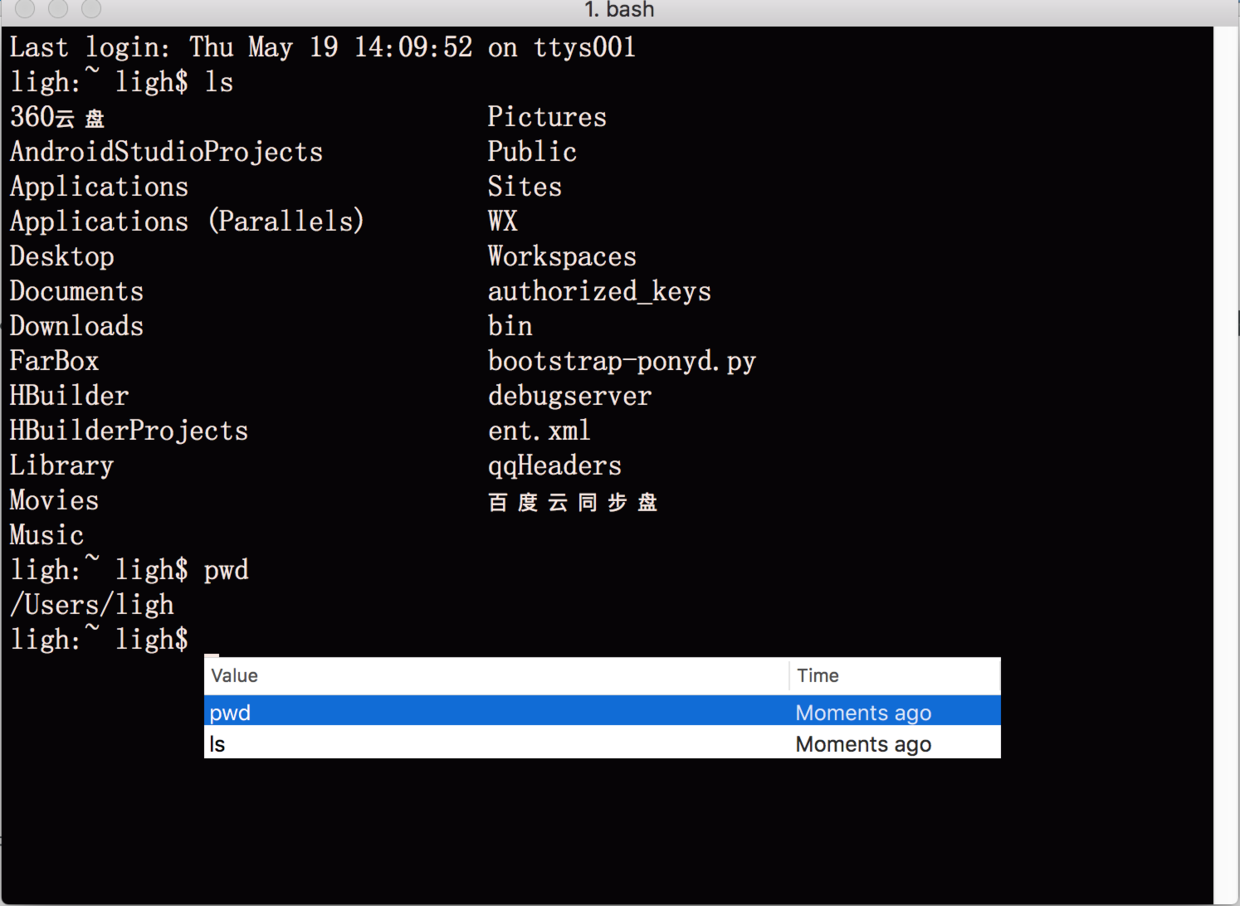 1. bash
Last login: Thu May 19 14:09:52 on ttys001
ligh:~ ligh$ ls
360云盘 Pictures
AndroidStudioProjects Public
Applications Sites
Applications (Parallels) WX
Desktop Workspaces
Documents authorized_keys
Downloads bin
FarBox bootstrap-ponyd.py
HBuilder debugserver
HBuilderProjects ent.xml
Library qqHeaders
Movies 百度云同步盘
Music
ligh:~ ligh$ pwd
/Users/ligh
ligh:~ ligh$
Value Time
pwd Moments ago
ls Moments ago